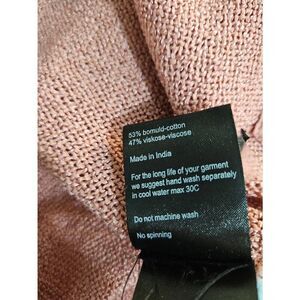 53% bomuld-cotton
47% viskose-viscose
Made in India
For the long life of your garment
we suggest hand wash separately
in cool water max 30C
Do not machine wash
No spinning